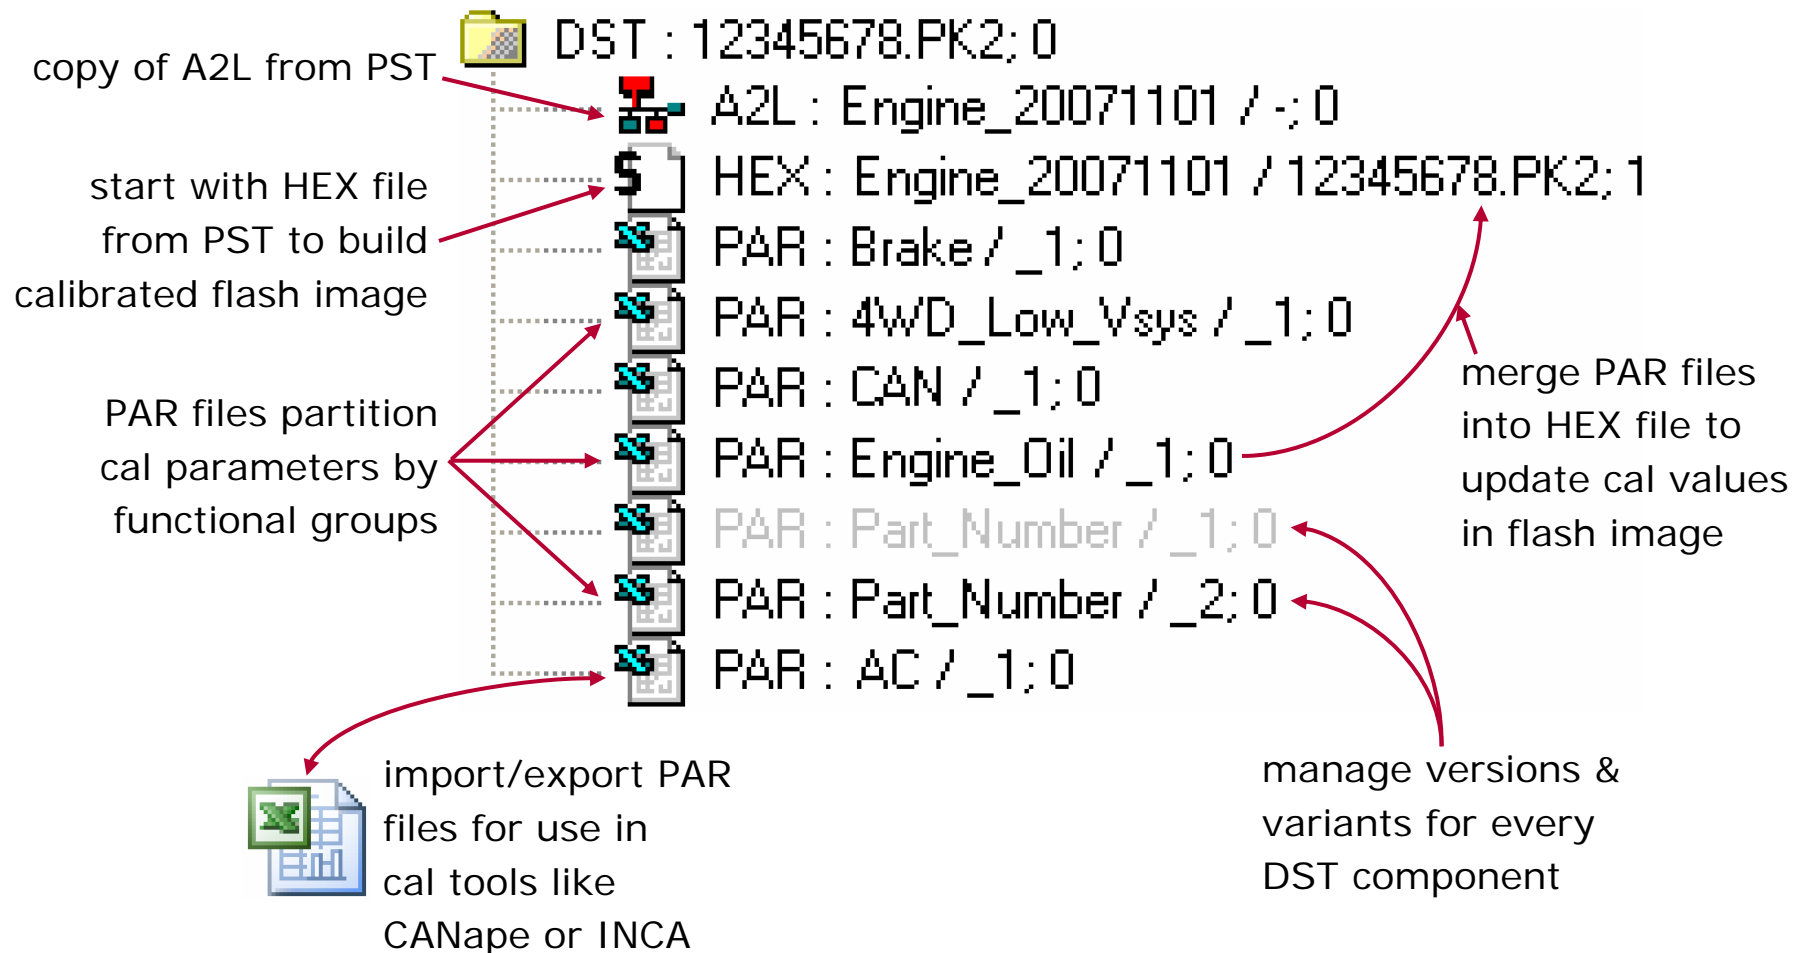 DST : 12345678.PK2; 0
copy of A2L from PST
A2L : Engine_20071101 / -; 0
start with HEX file
from PST to build
calibrated flash image
HEX : Engine_20071101 / 12345678.PK2; 1
PAR : Brake / _1; 0
PAR : 4WD_Low_Vsys / _1; 0
PAR : CAN / _1; 0
PAR files partition
cal parameters by
functional groups
PAR : Engine_Oil / _1; 0
merge PAR files
into HEX file to
update cal values
in flash image
PAR : Part_Number / _1; 0
PAR : Part_Number / _2; 0
PAR : AC / _1; 0
import/export PAR
files for use in
cal tools like
CANape or INCA
manage versions &
variants for every
DST component